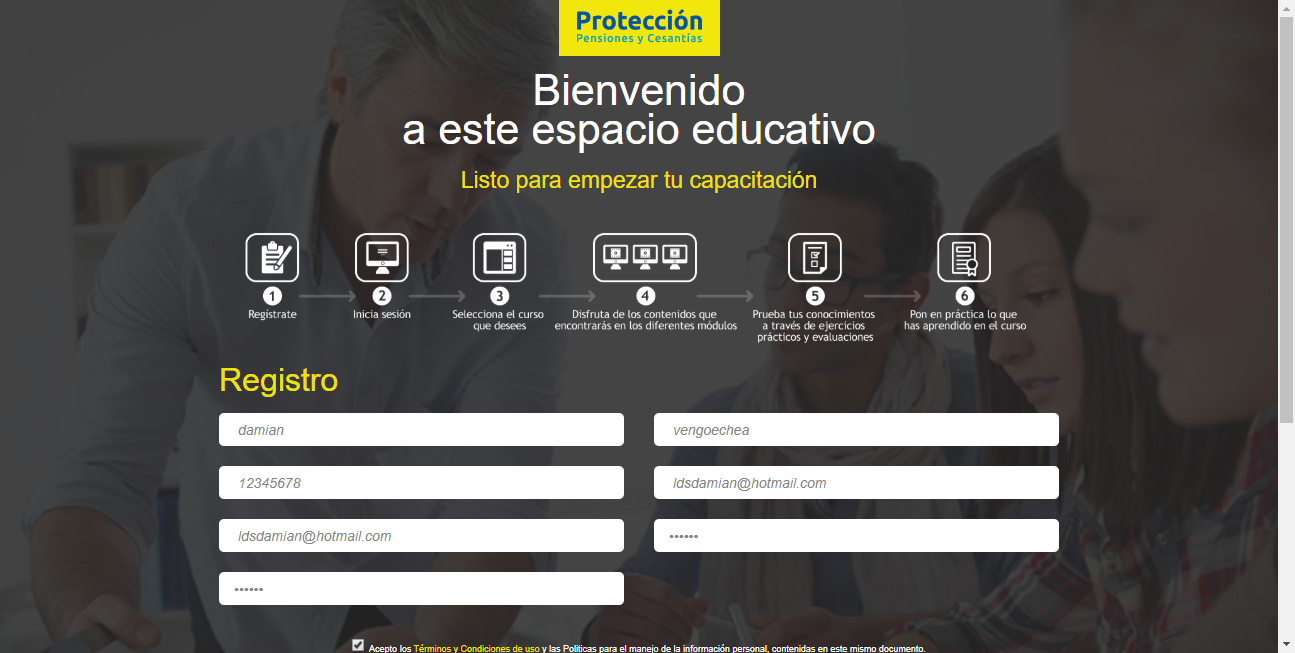 Protección
Pensiones y Cesantías
Bienvenido
a este espacio educativo
Listo para empezar tu capacitación
1
2
3
4
5
6
Regístrate
Inicia sesión
Selecciona el curso
que desees
Disfruta de los contenidos que
encontrarás en los diferentes módulos
Prueba tus conocimientos
a través de ejercicios
prácticos y evaluaciones
Pon en práctica lo que
has aprendido en el curso
Registro
damian
vengoechea
12345678
ldsdamian@hotmail.com
ldsdamian@hotmail.com
••••••
••••••
Acepto los Términos y Condiciones de uso y las Políticas para el manejo de la información personal, contenidas en este mismo documento.